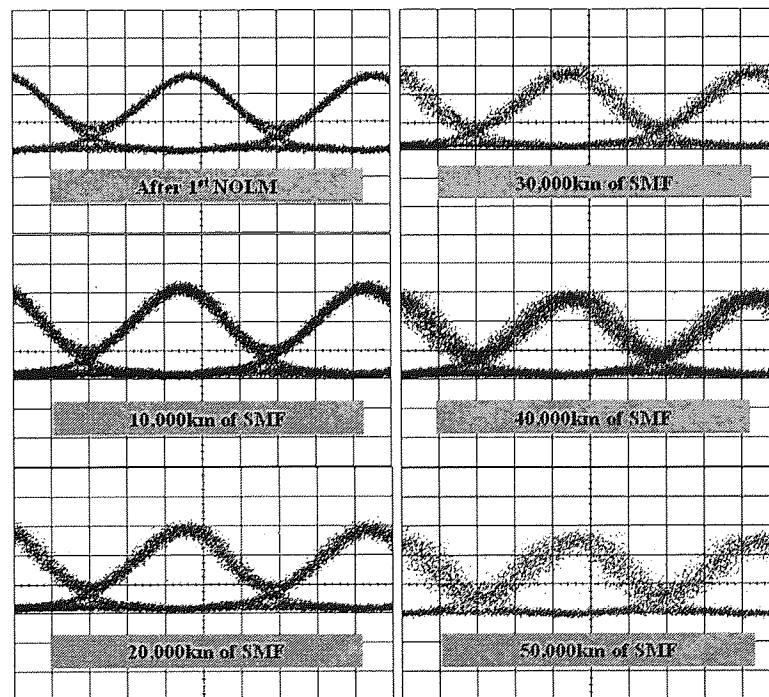 After 1st NOLM
10,000km of SMF
20,000km of SMF
30,000km of SMF
40,000km of SMF
50,000km of SMF